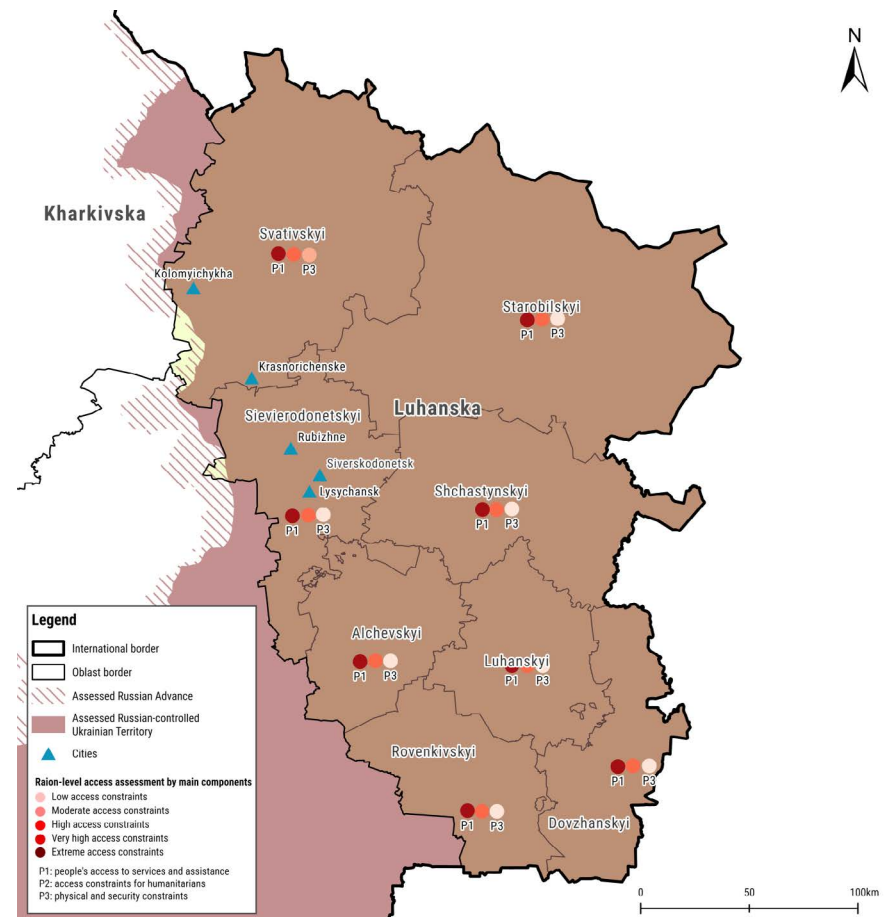 N
Kharkivska
Svativskyi
P1 P3
Kolomyichykha
Starobilskyi
P1 P3
Krasnorichenske
Luhanska
Sievierodonetskyi
Rubizhne
Siverskodonetsk
Lysychansk
P1 P3
Shchastynskyi
P1 P3
Alchevskyi
P1 P3
Luhanskyi
P1 P3
Rovenkivskyi
P1 P3
P1 P3
Dovzhanskyi
Legend
International border
Oblast border
Assessed Russian Advance
Assessed Russian-controlled
Ukrainian Territory
Cities
Raion-level access assessment by main components
Low access constraints
Moderate access constraints
High access constraints
Very high access constraints
Extreme access constraints
P1: people's access to services and assistance
P2: access constraints for humanitarians
P3: physical and security constraints
0 50 100km